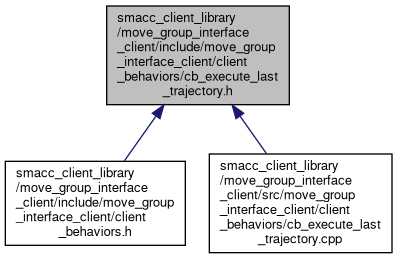 smacc_client_library
/move_group_interface
_client/include/move_group
_interface_client/client
_behaviors/cb_execute_last
_trajectory.h
smacc_client_library
/move_group_interface
_client/include/move_group
_interface_client/client
_behaviors.h
smacc_client_library
/move_group_interface
_client/src/move_group
_interface_client/client
_behaviors/cb_execute_last
_trajectory.cpp